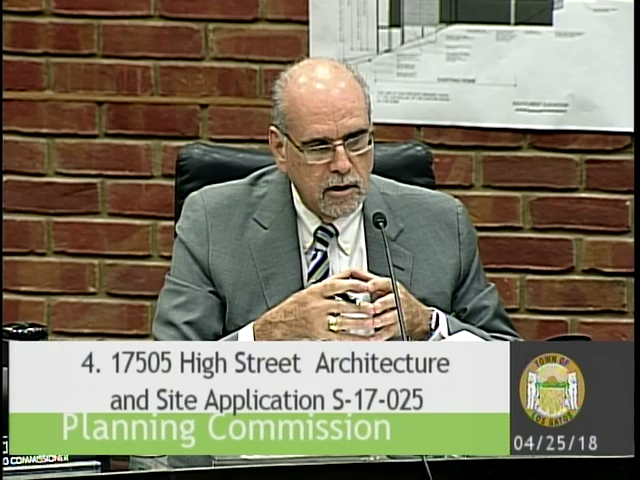 4. 17505 High Street Architecture
and Site Application S-17-025
Planning Commission
TOWN OF
LOS GATOS
04/25/18
COMMISSIONER